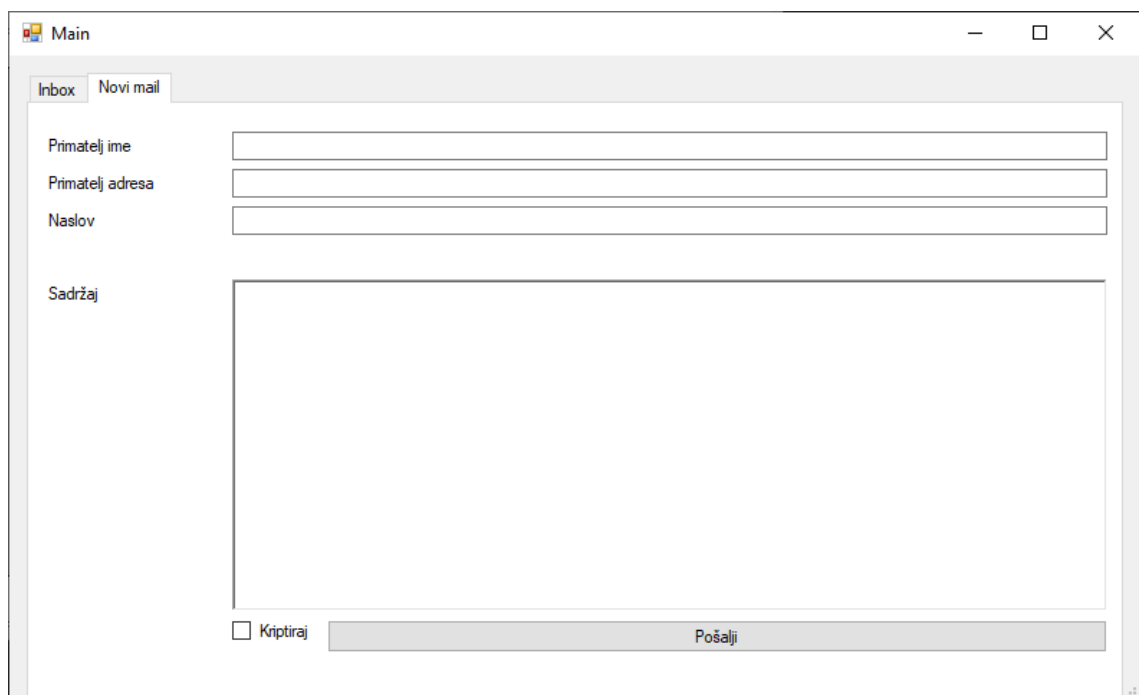 Main
Inbox Novi mail
Primatelj ime
Primatelj adresa
Naslov
Sadržaj
Kriptiraj Pošalji